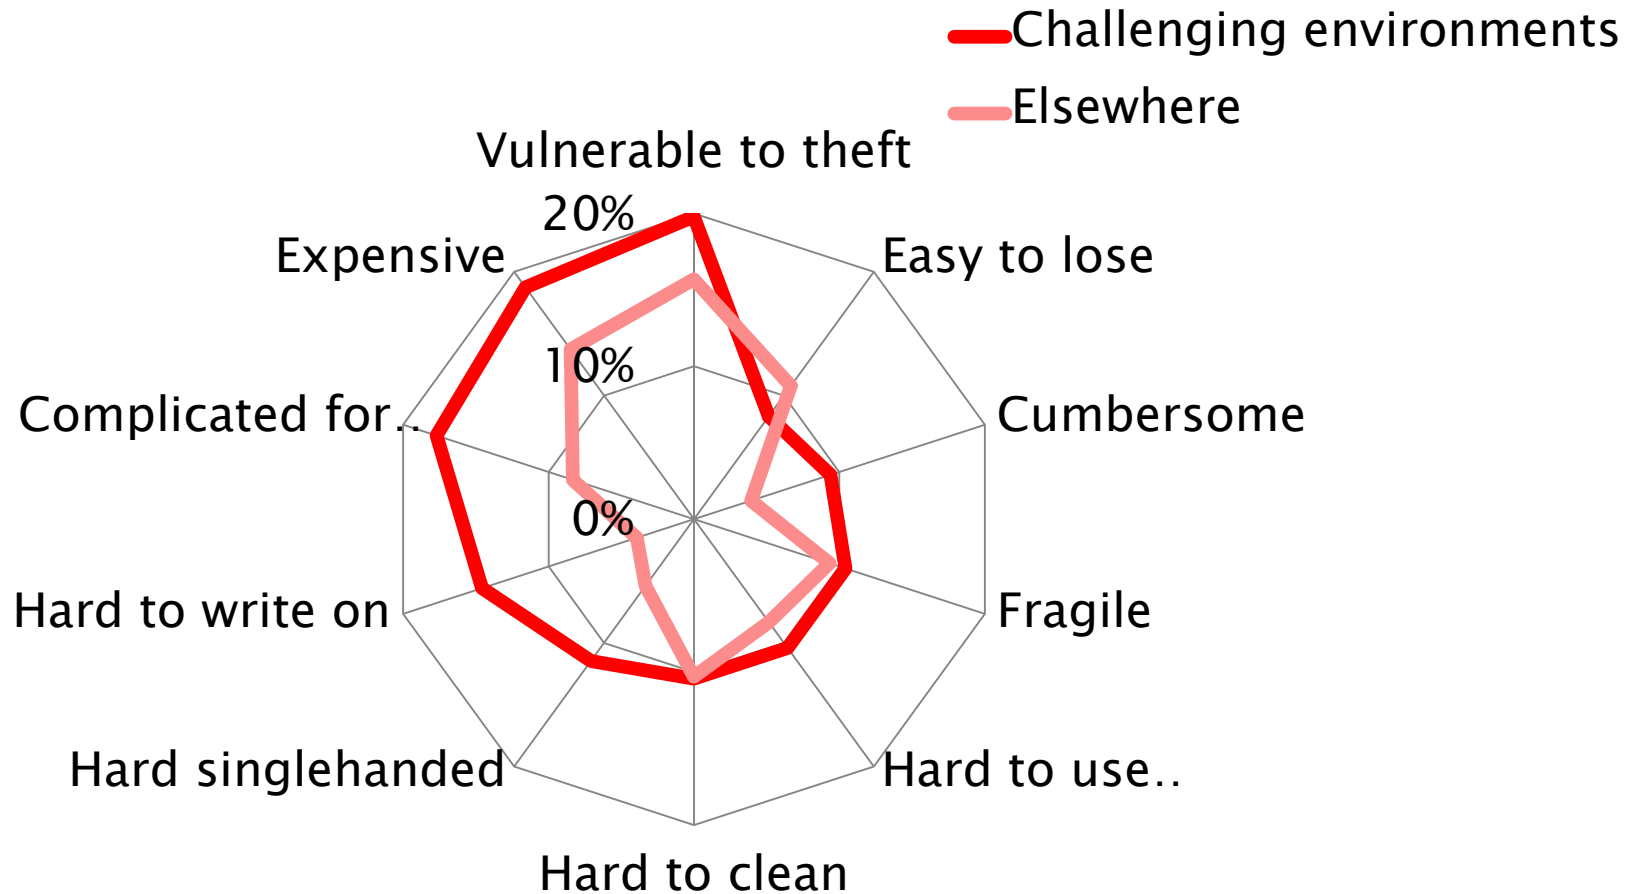 Challenging environments
Elsewhere
Vulnerable to theft
20%
Expensive
Easy to lose
10%
Complicated for..
Cumbersome
0%
Hard to write on
Fragile
Hard singlehanded
Hard to use..
Hard to clean